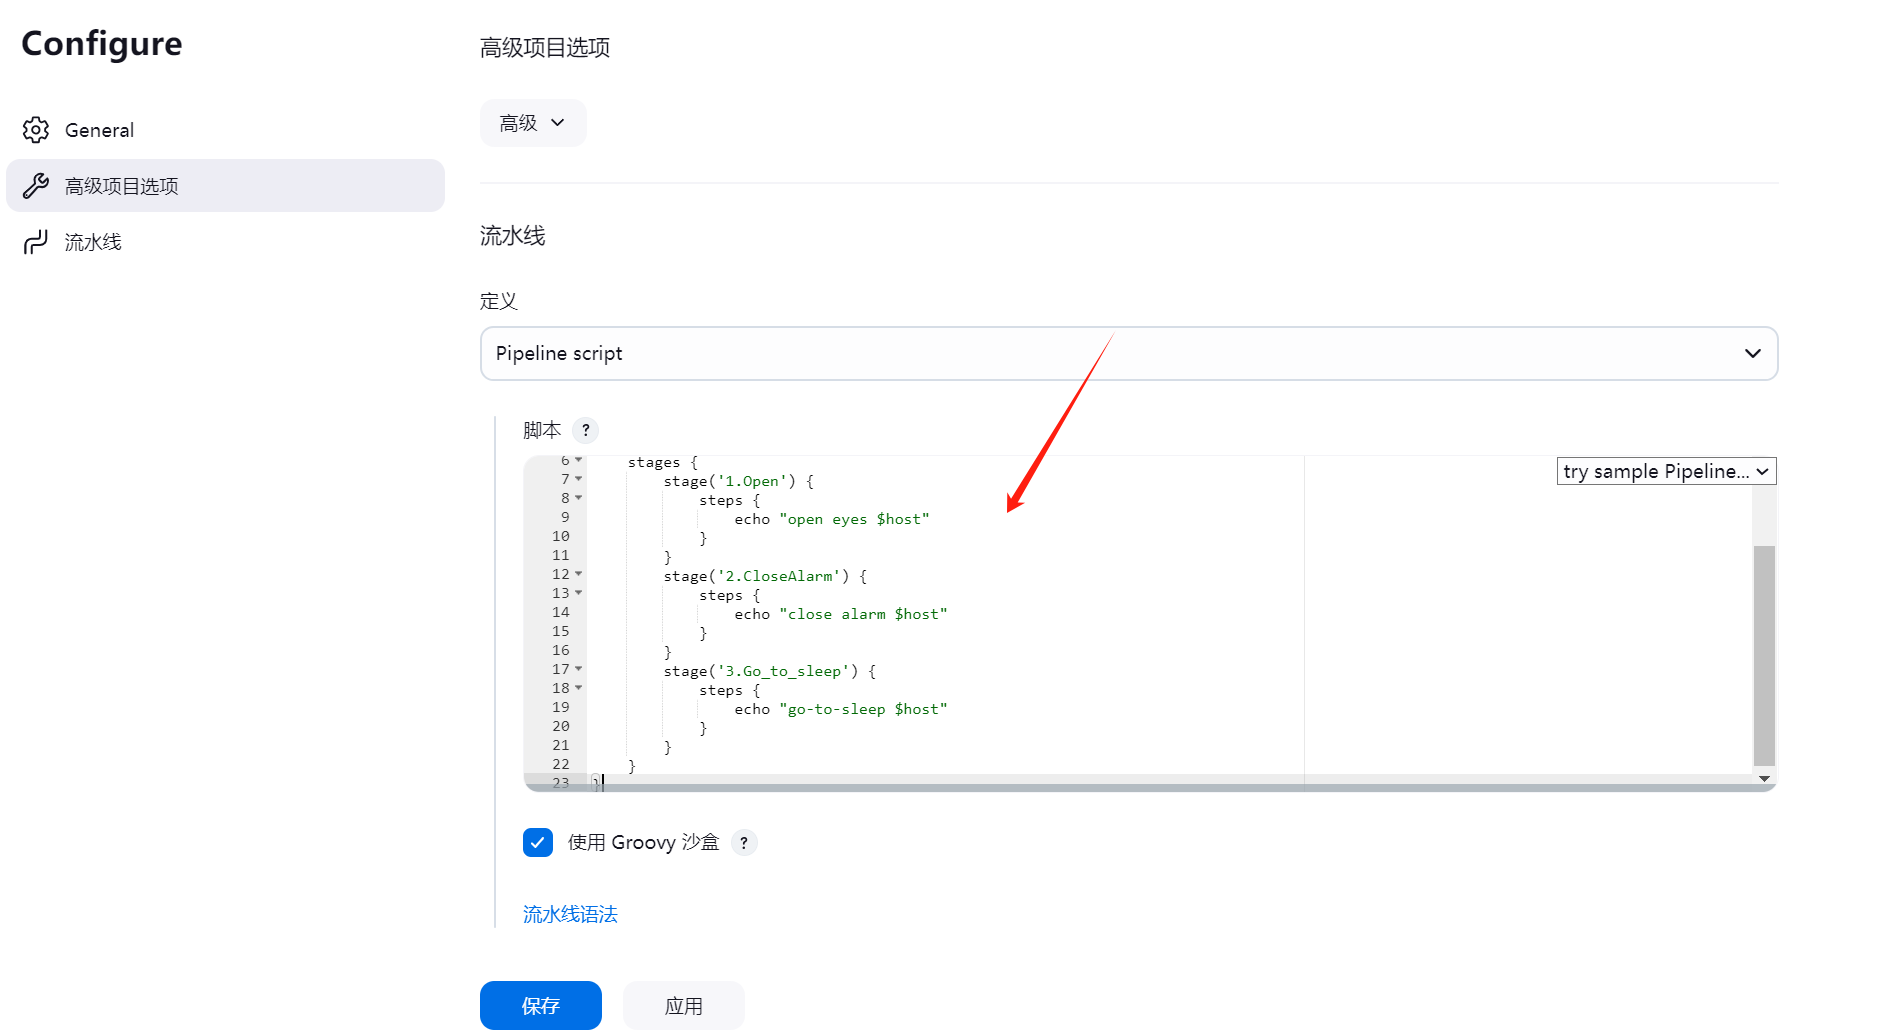 Configure
General
高级项目选项
流水线
高级项目选项
高级
流水线
定义
Pipeline script
脚本 ?
try sample Pipeline...
6     stages {
7         stage('1.Open') {
8             steps {
9                 echo "open eyes $host"
10             }
11         }
12         stage('2.CloseAlarm') {
13             steps {
14                 echo "close alarm $host"
15             }
16         }
17         stage('3.Go_to_sleep') {
18             steps {
19                 echo "go-to-sleep $host"
20             }
21         }
22     }
23 }
使用 Groovy 沙盒 ?
流水线语法
保存
应用